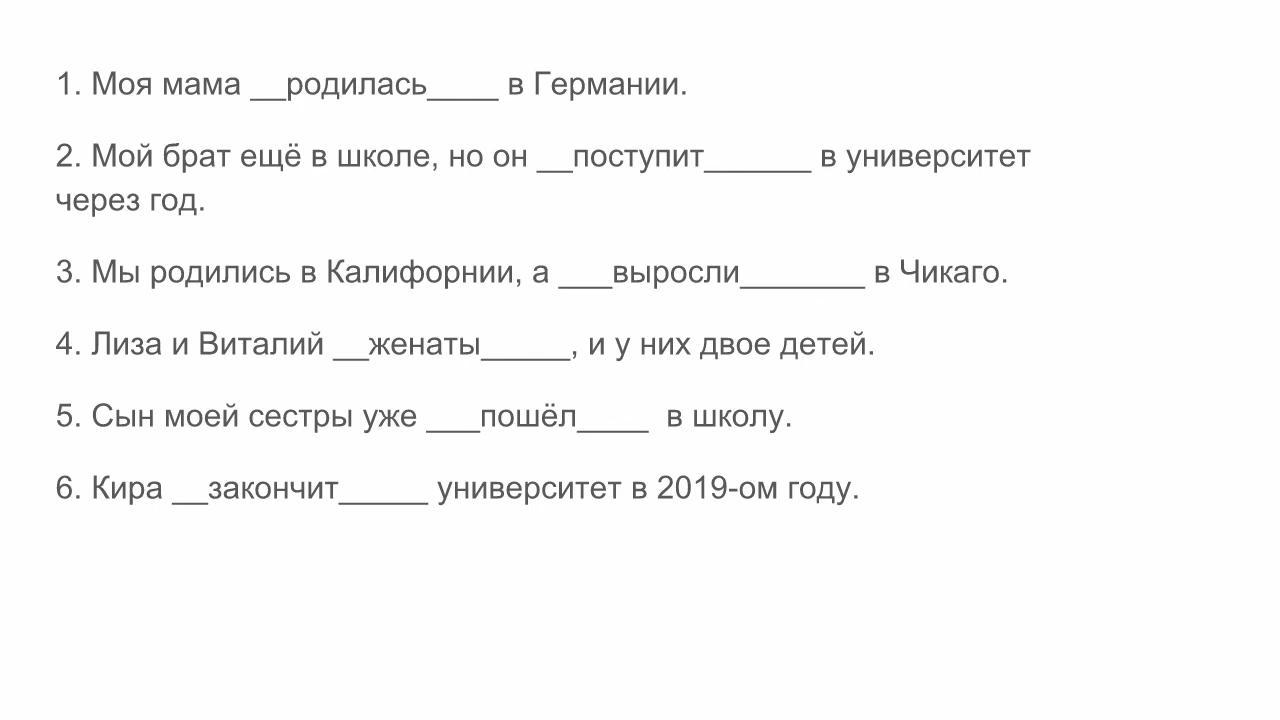 1. Моя мама __родилась____ в Германии.
2. Мой брат ещё в школе, но он __поступит______ в университет
через год.
3. Мы родились в Калифорнии, а ___выросли_______ в Чикаго.
4. Лиза и Виталий __женаты_____, и у них двое детей.
5. Сын моей сестры уже ___пошёл____  в школу.
6. Кира __закончит_____ университет в 2019-ом году.